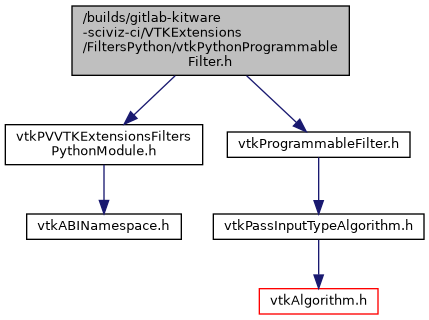 /builds/gitlab-kitware
-sciviz-ci/VTKExtensions
/FiltersPython/vtkPythonProgrammable
Filter.h
vtkPVVTKExtensionsFilters
PythonModule.h
vtkProgrammableFilter.h
vtkABINamespace.h
vtkPassInputTypeAlgorithm.h
vtkAlgorithm.h